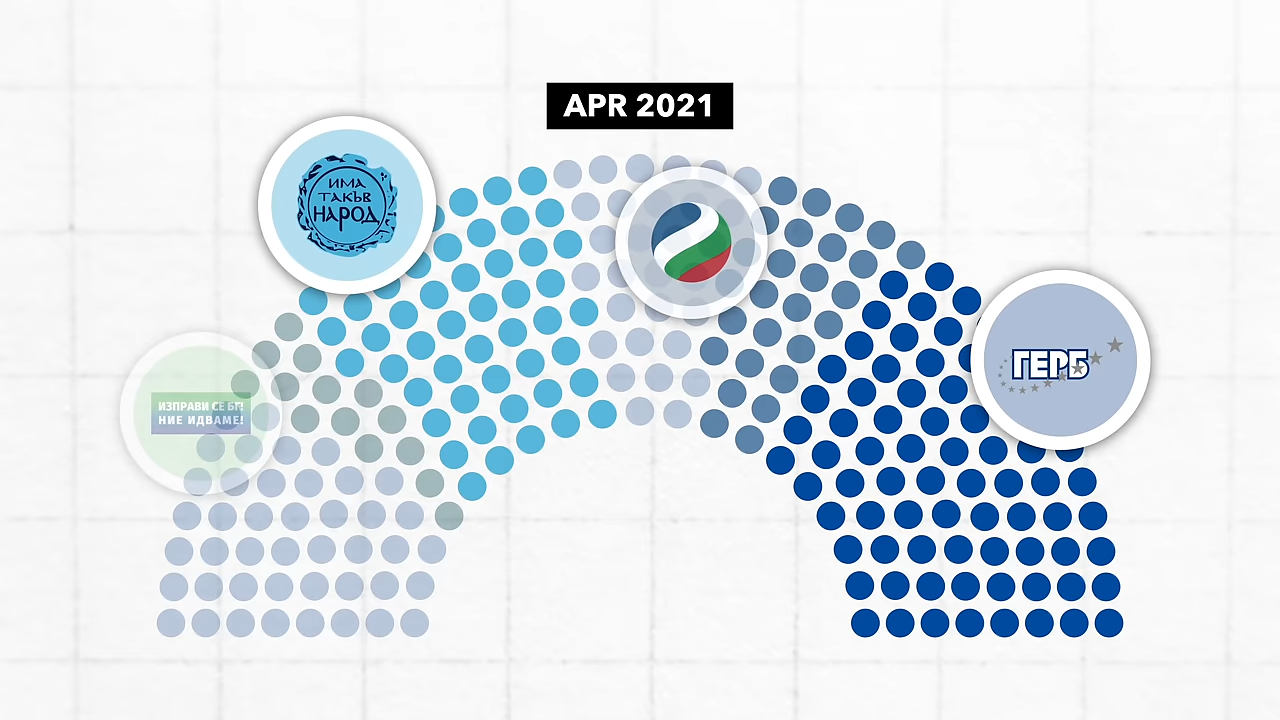 APR 2021
ИМА
ТАКЪВ
НАРОД
ГЕРБ
ИЗПРАВИ СЕ БГ!
НИЕ ИДВАМЕ!